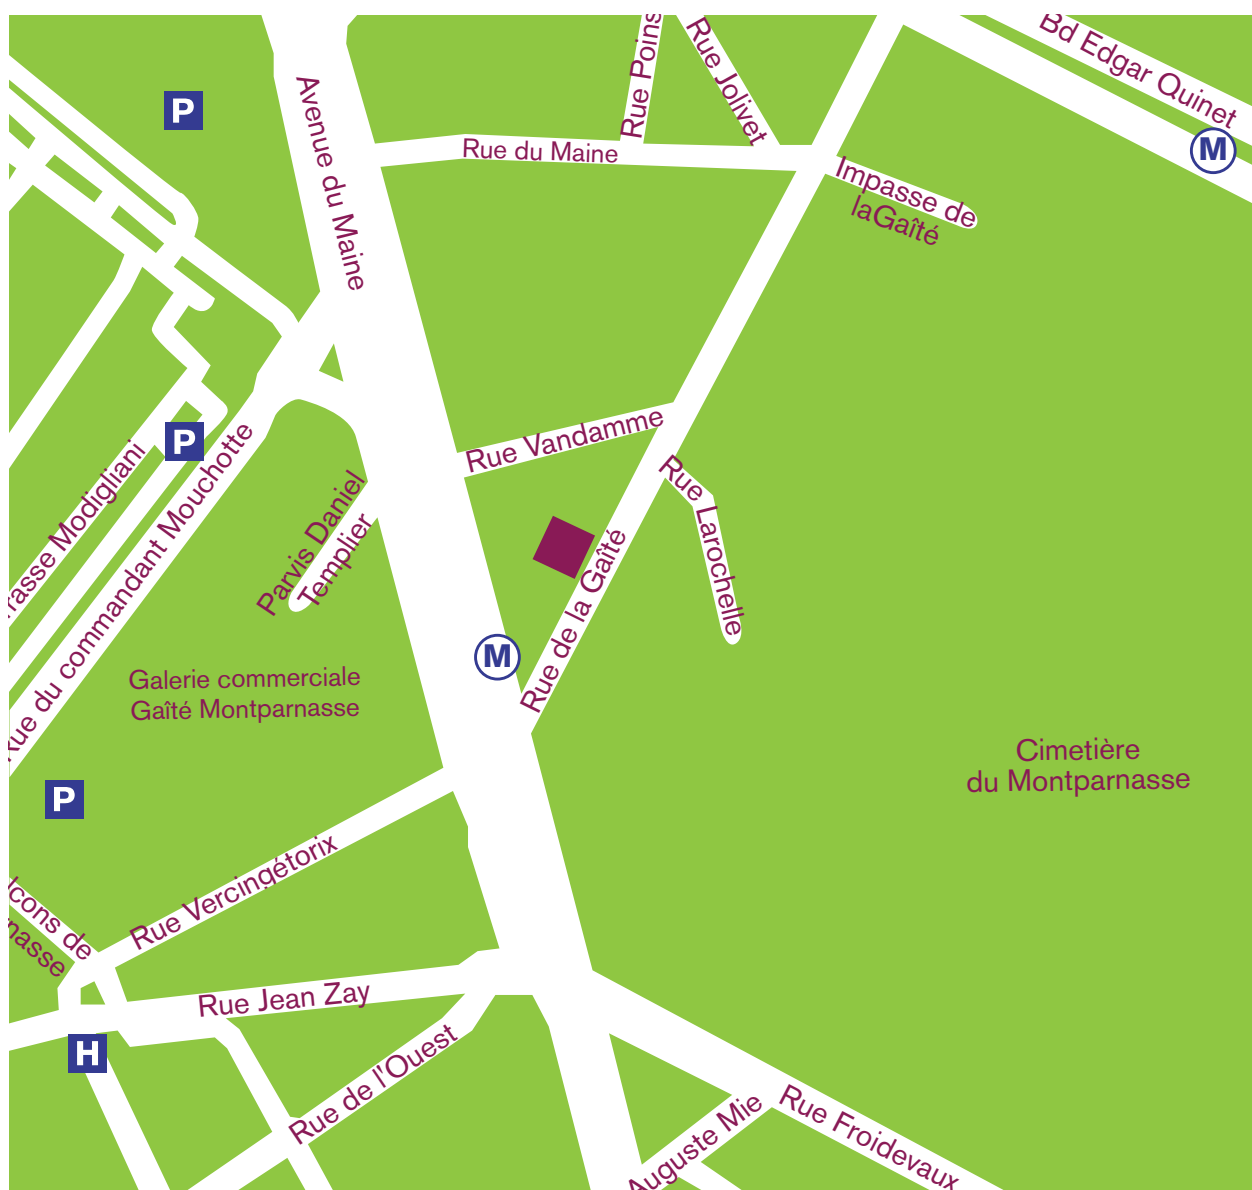 Bd Edgar Quinet
Rue Poins
Rue Jolivet
P
Avenue du Maine
M
Rue du Maine
Impasse de
laGaîté
Rue Vandamme
P
Rue Larochelle
rasse Modigliani
Rue du commandant Mouchotte
Parvis Daniel
Templier
Rue de la Gaîté
M
Galerie commerciale
Gaîté Montparnasse
Cimetière
du Montparnasse
P
Rue Vercingétorix
lcons de
nasse
Rue Jean Zay
H
Rue de l'Ouest
Auguste Mie
Rue Froidevaux